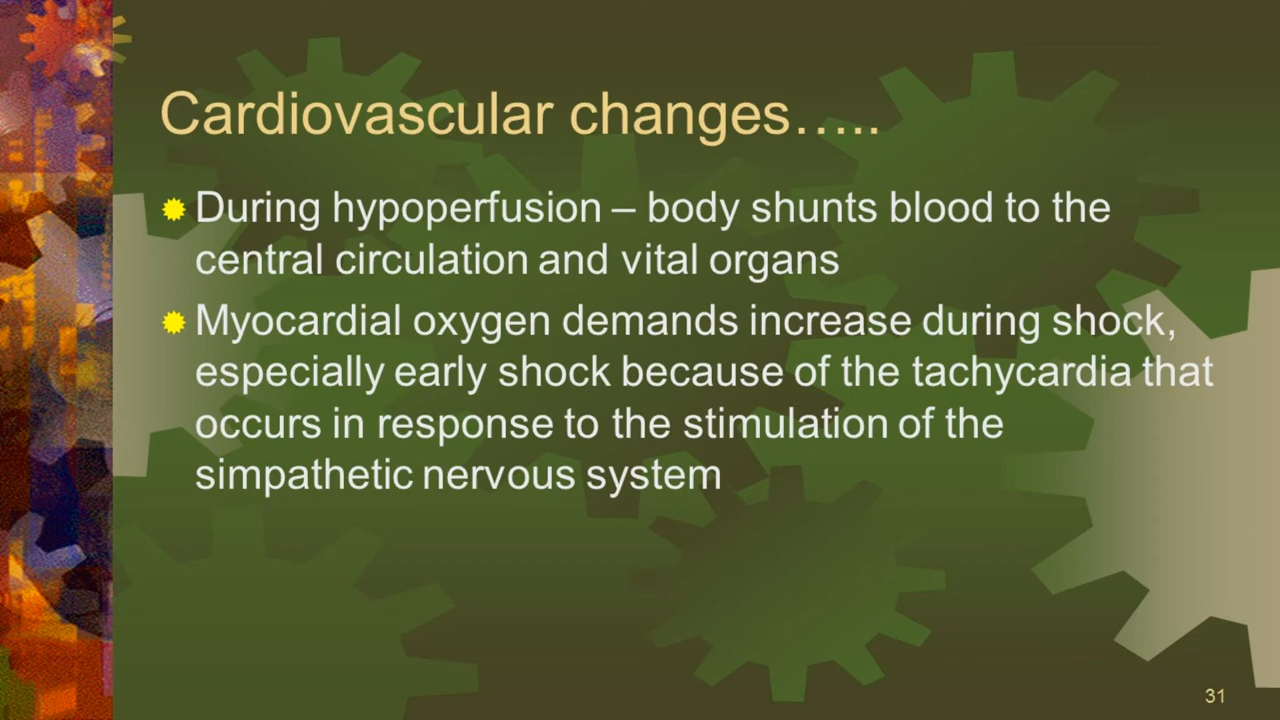 Cardiovascular changes…..
During hypoperfusion – body shunts blood to the
central circulation and vital organs
Myocardial oxygen demands increase during shock,
especially early shock because of the tachycardia that
occurs in response to the stimulation of the
simpathetic nervous system
31